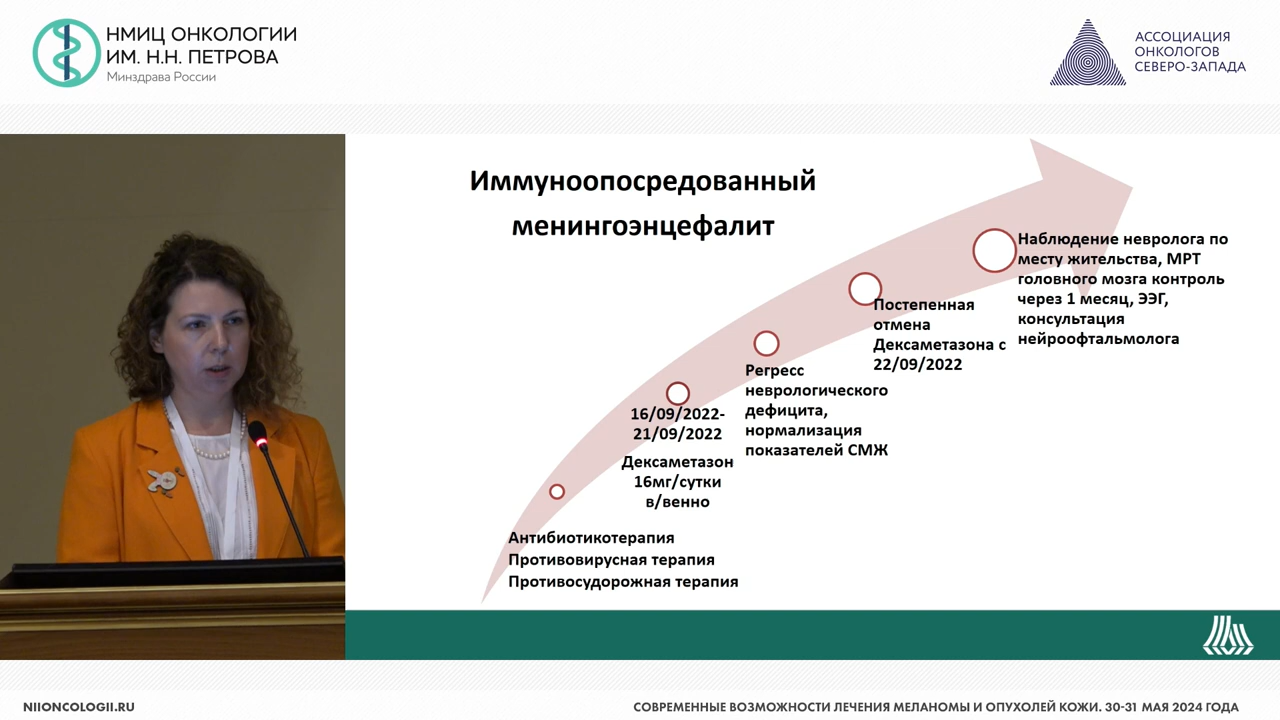 НМИЦ ОНКОЛОГИИ
ИМ. Н.Н. ПЕТРОВА
Минздрава России
АССОЦИАЦИЯ
ОНКОЛОГОВ
СЕВЕРО-ЗАПАДА
Иммуноопосредованный
менингоэнцефалит
Антибиотикотерапия
Противовирусная терапия
Противосудорожная терапия
16/09/2022-
21/09/2022
Дексаметазон
16мг/сутки
в/венно
Регресс
неврологического
дефицита,
нормализация
показателей СМЖ
Постепенная
отмена
Дексаметазона с
22/09/2022
Наблюдение невролога по
месту жительства, МРТ
головного мозга контроль
через 1 месяц, ЭЭГ,
консультация
нейроофтальмолога
NIIONCOLOGII.RU
СОВРЕМЕННЫЕ ВОЗМОЖНОСТИ ЛЕЧЕНИЯ МЕЛАНОМЫ И ОПУХОЛЕЙ КОЖИ. 30-31 МАЯ 2024 ГОДА